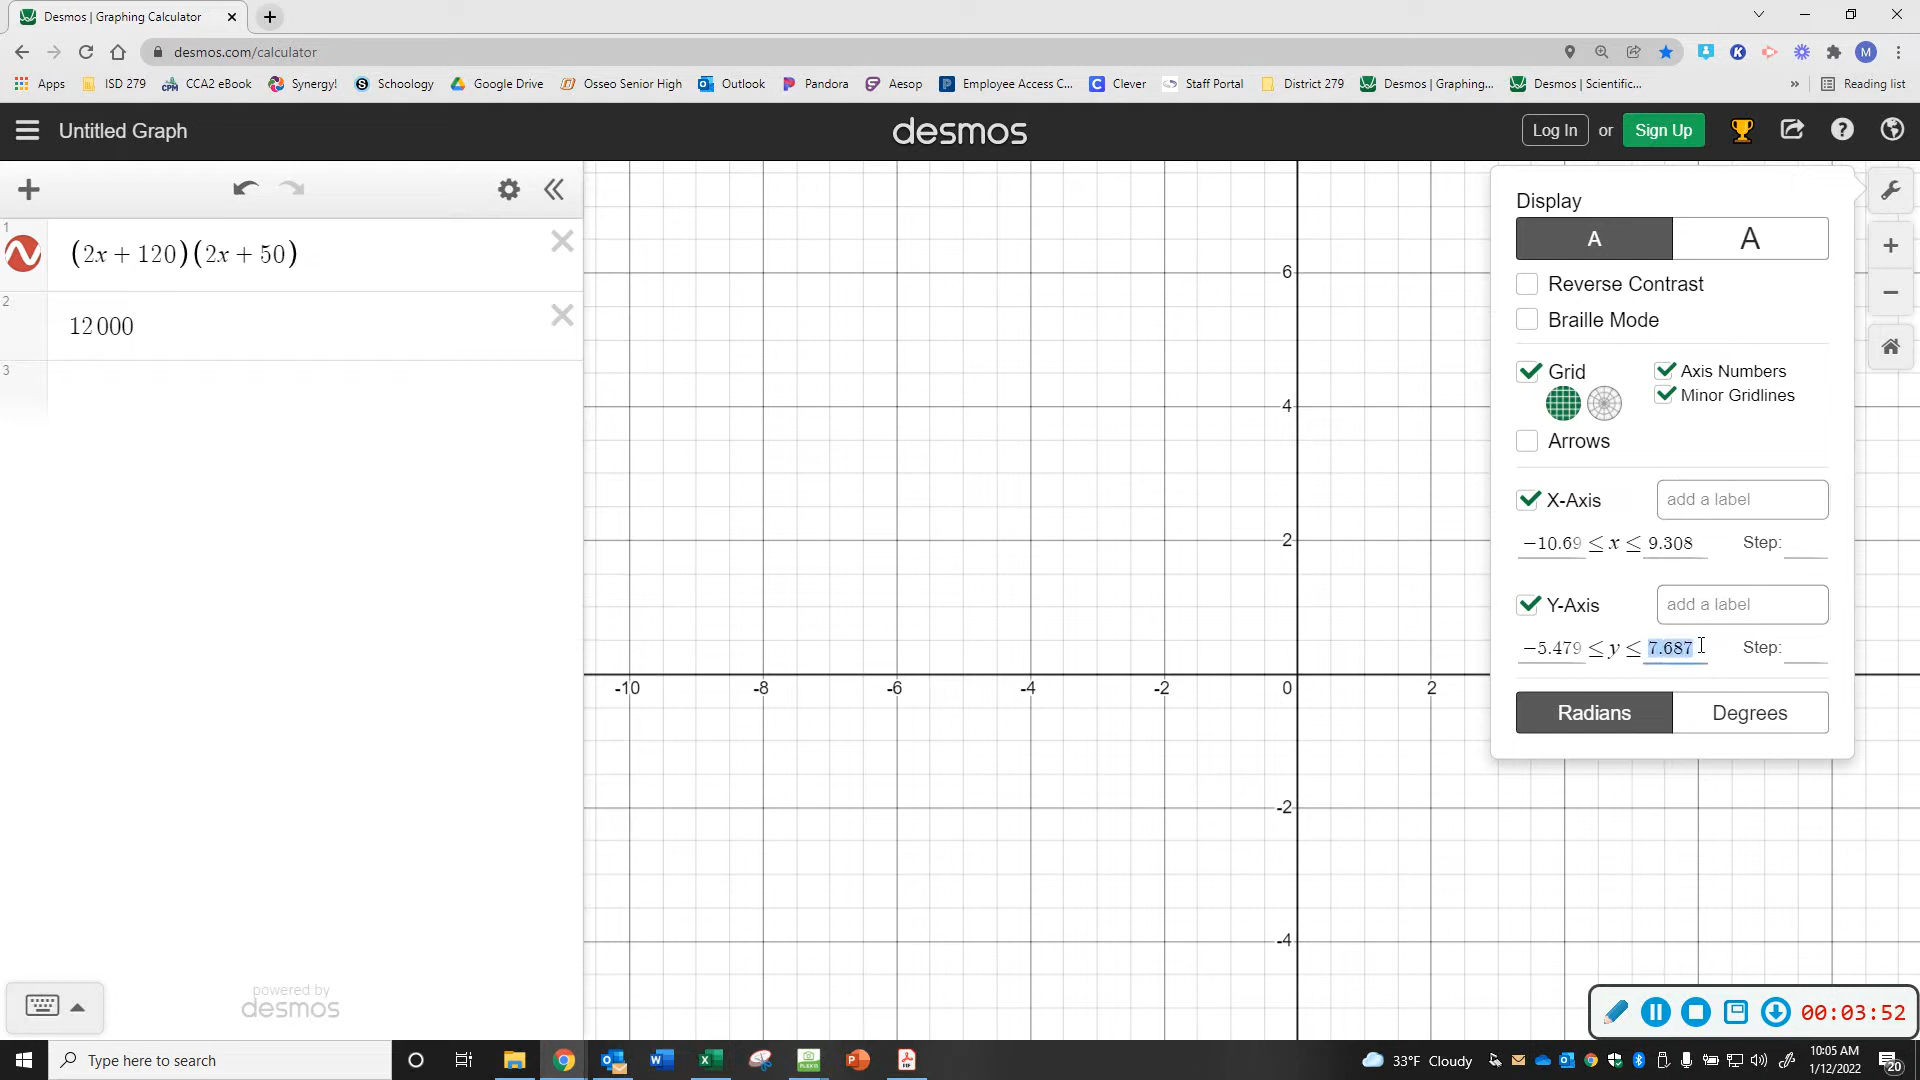 Desmos | Graphing Calculator
desmos.com/calculator
Apps ISD 279 CCA2 eBook Synergy! Schoology Google Drive Osseo Senior High Outlook Pandora Aesop Employee Access C... Clever Staff Portal District 279 Desmos | Graphing... Desmos | Scientific... » Reading list
Untitled Graph desmos Log In or Sign Up
1
(2x + 120)(2x + 50)
2
12000
3
powered by
desmos
6
4
2
-10 -8 -6 -4 -2 0 2
-2
-4
Display
A A
Reverse Contrast
Braille Mode
Grid Axis Numbers
Minor Gridlines
Arrows
X-Axis add a label
−10.69 ≤ x ≤ 9.308 Step:
Y-Axis add a label
−5.479 ≤ y ≤ 7.687 Step:
Radians Degrees
00:03:52
Type here to search
33°F Cloudy
10:05 AM
1/12/2022
20